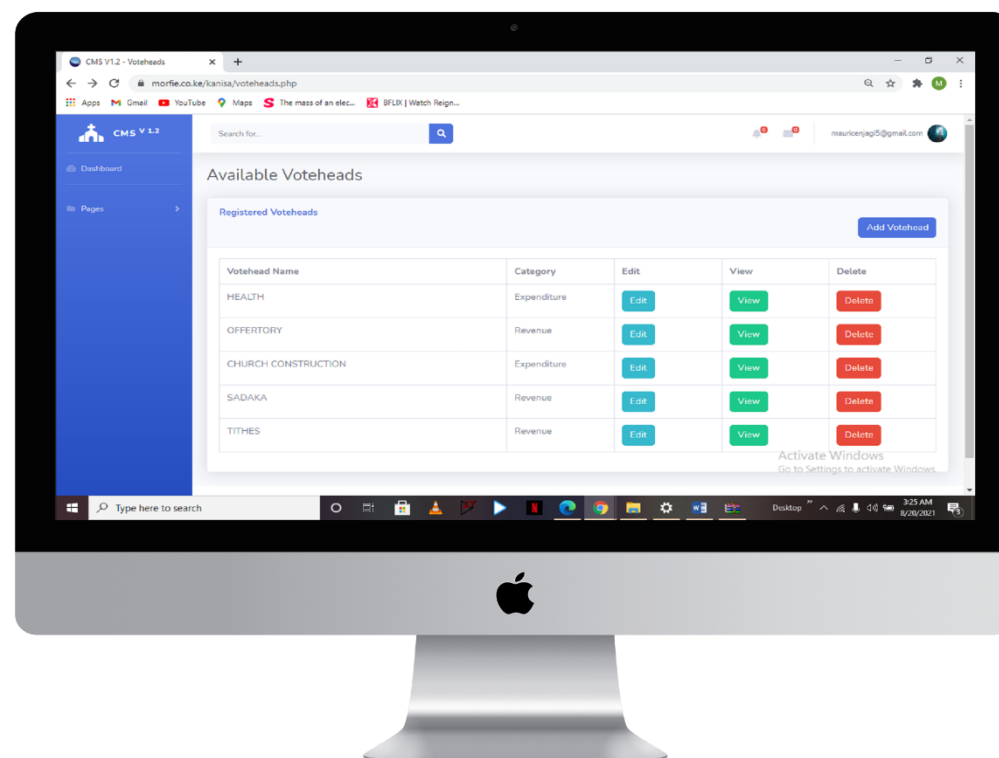 CMS V1.2 - Voteheads
morfie.co.ke/kanisa/voteheads.php
Apps Gmail YouTube Maps The mass of an elec... BFLIX | Watch Reign...
CMS V 1.2
Search for...
0 0 mauricenjagi5@gmail.com
Dashboard
Pages
Available Voteheads
Registered Voteheads
Add Votehead
Votehead Name Category Edit View Delete
HEALTH Expenditure Edit View Delete
OFFERTORY Revenue Edit View Delete
CHURCH CONSTRUCTION Expenditure Edit View Delete
SADAKA Revenue Edit View Delete
TITHES Revenue Edit View Delete
Activate Windows
Go to Settings to activate Windows.
Type here to search
Desktop
3:25 AM
8/20/2021